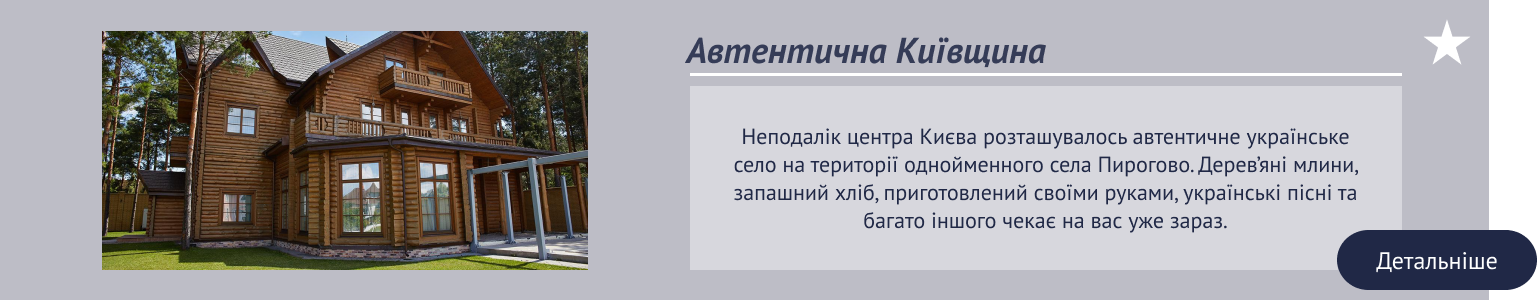 Автентична Київщина
Неподалік центра Києва розташувалось автентичне українське
село на території однойменного села Пирогово. Дерев’яні млини,
запашний хліб, приготовлений своїми руками, українські пісні та
багато іншого чекає на вас уже зараз.
Детальніше